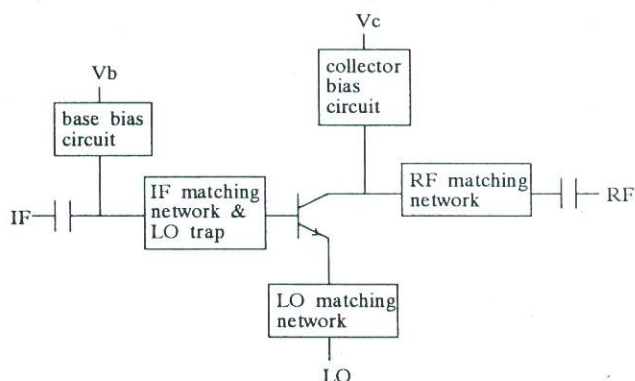 Vc
collector
bias
circuit
Vb
base bias
circuit
IF
IF matching
network &
LO trap
RF matching
network
RF
LO matching
network
LO